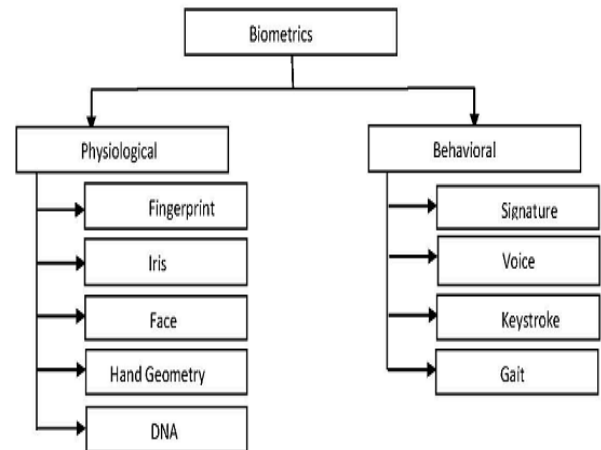 Biometrics
Physiological
Fingerprint
Iris
Face
Hand Geometry
DNA
Behavioral
Signature
Voice
Keystroke
Gait